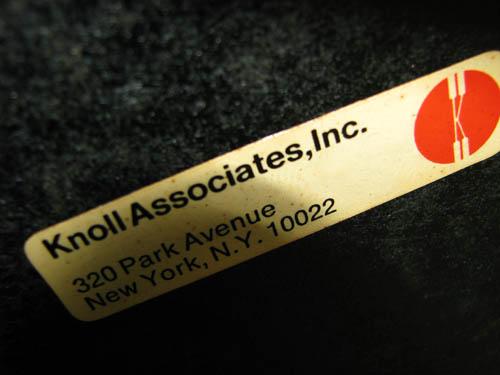 Knoll Associates, Inc.
320 Park Avenue
New York, N.Y. 10022